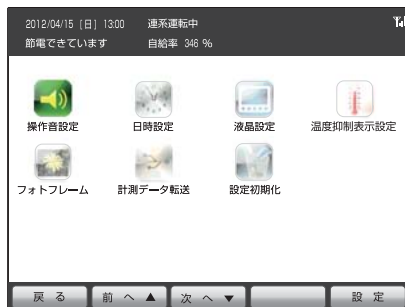 2012/04/15 [日] 13:00 連系運転中
節電できています 自給率 346 %
操作音設定 日時設定 液晶設定 温度抑制表示設定
フォトフレーム 計測データ転送 設定初期化
戻 る 前 へ ▲ 次 へ ▼ 設 定